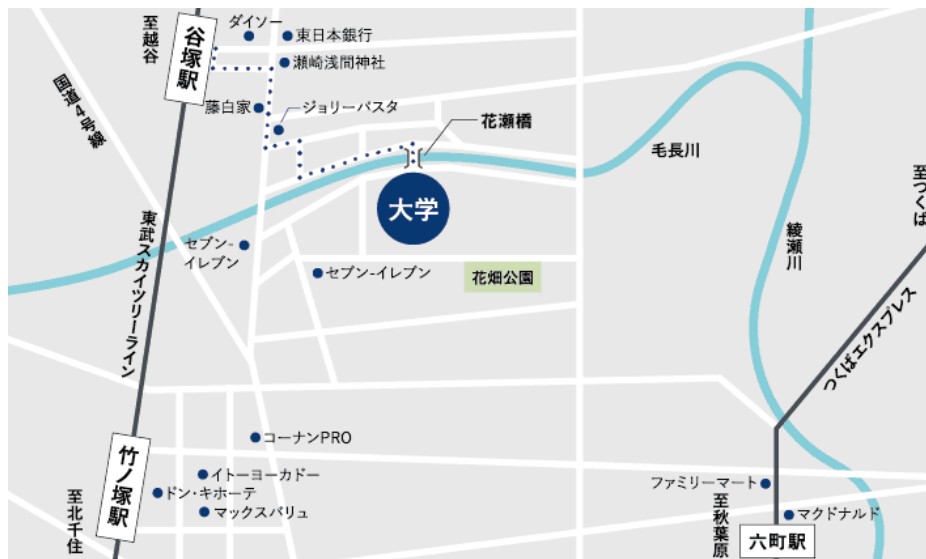 ダイソー
東日本銀行
至越谷
谷塚駅
瀬崎浅間神社
国道4号線
藤白家
ジョリーパスタ
花瀬橋
毛長川
至つくば
大学
綾瀬川
東武スカイツリーライン
セブン-
イレブン
セブン-イレブン
花畑公園
つくばエクスプレス
コーナンPRO
竹ノ塚駅
イトーヨーカドー
ドン・キホーテ
マックスバリュ
至北千住
ファミリーマート
至秋葉原
マクドナルド
六町駅